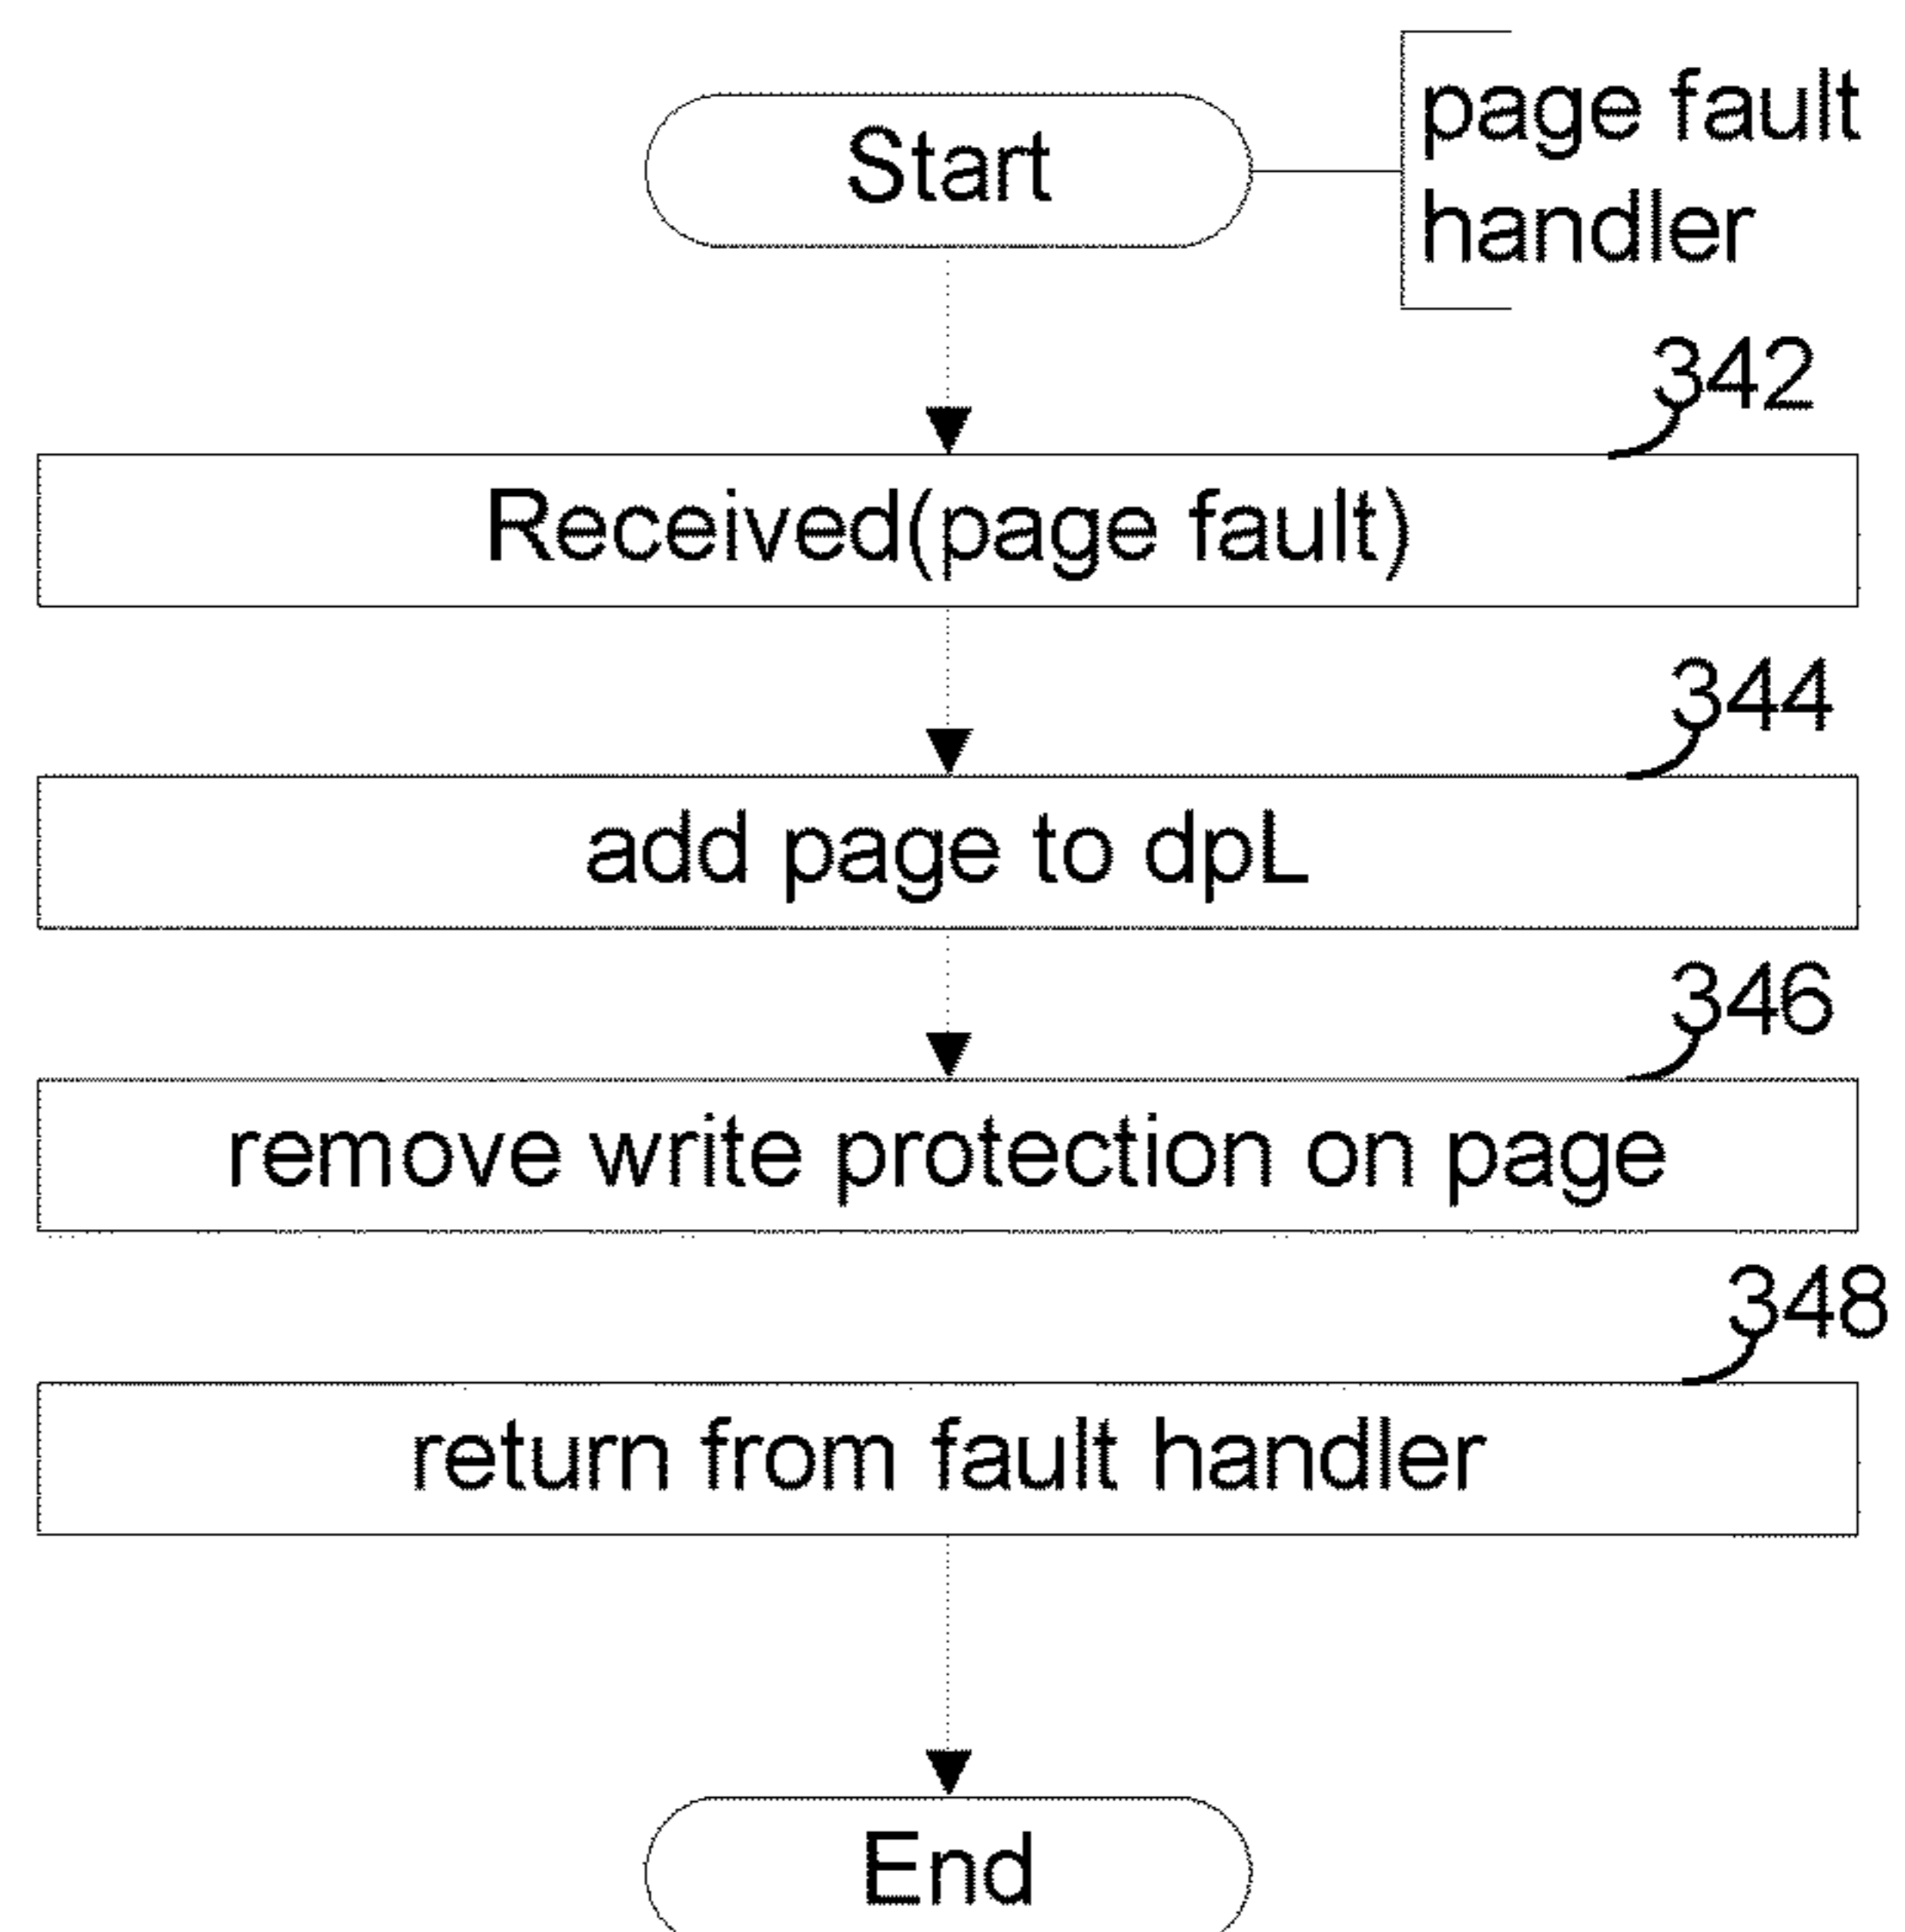 Start
page fault
handler
342
Received(page fault)
344
add page to dpL
346
remove write protection on page
348
return from fault handler
End